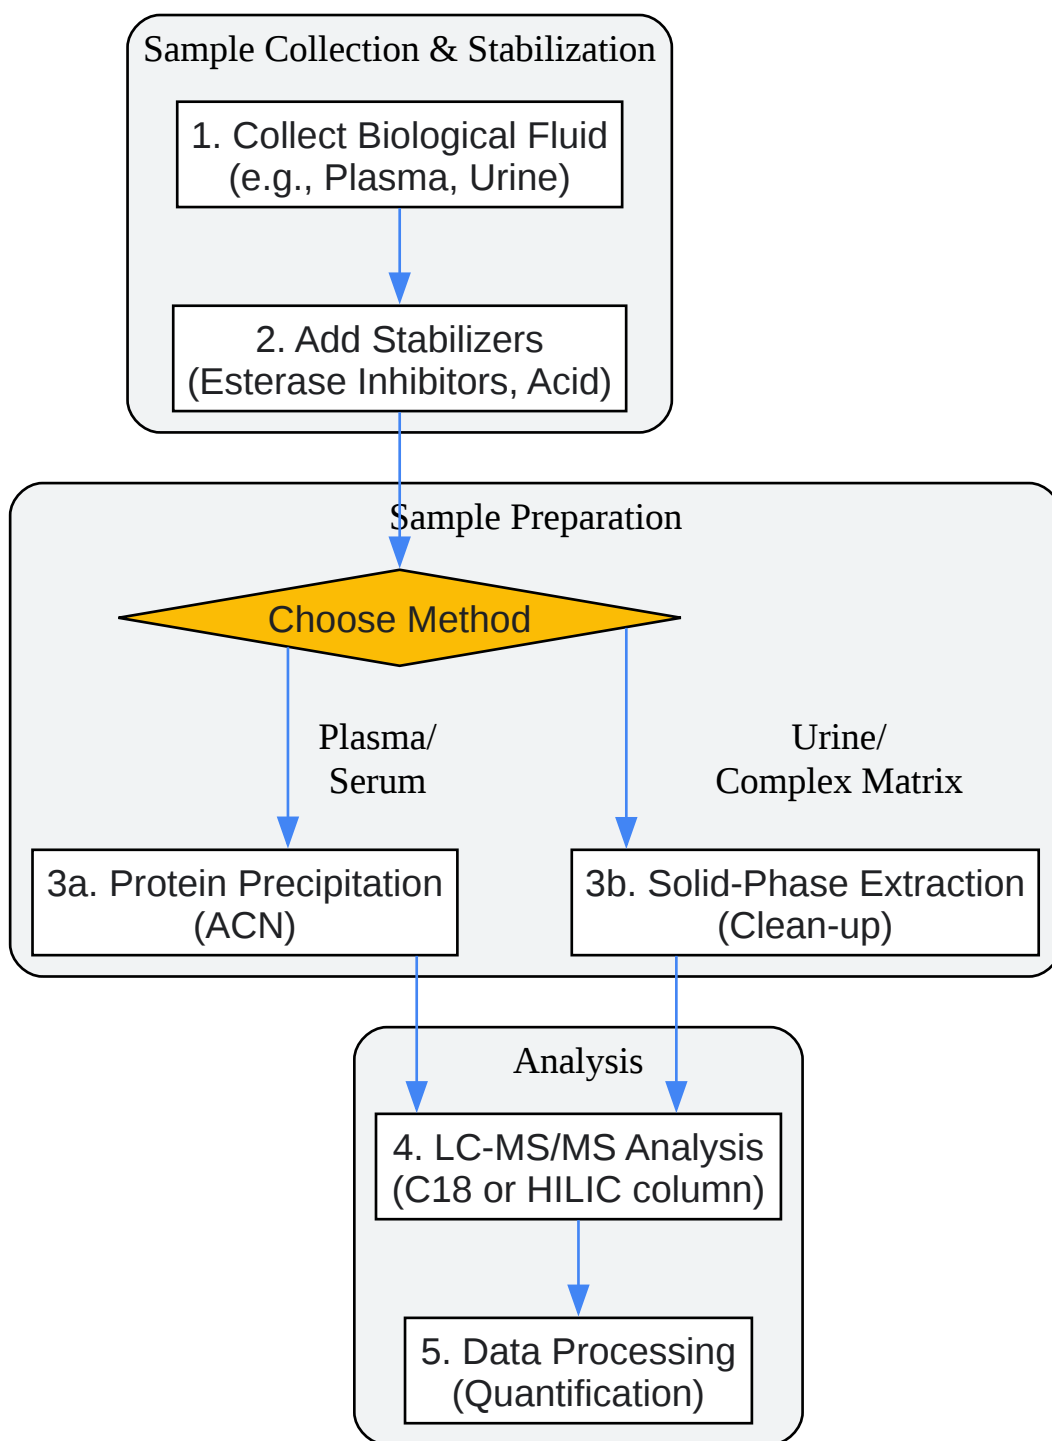 Sample Collection & Stabilization
1. Collect Biological Fluid
(e.g., Plasma, Urine)
2. Add Stabilizers
(Esterase Inhibitors, Acid)
Sample Preparation
Choose Method
Plasma/
Serum
Urine/
Complex Matrix
3a. Protein Precipitation
(ACN)
3b. Solid-Phase Extraction
(Clean-up)
Analysis
4. LC-MS/MS Analysis
(C18 or HILIC column)
5. Data Processing
(Quantification)